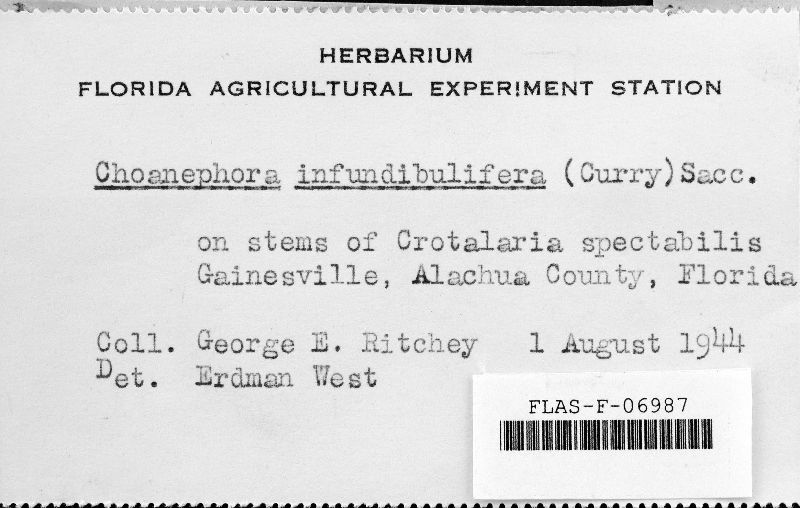 HERBARIUM
FLORIDA AGRICULTURAL EXPERIMENT STATION
Choanephora infundibulifera (Curry) Sacc.
on stems of Crotalaria spectabilis
Gainesville, Alachua County, Florida
Coll. George E. Ritchey 1 August 1944
Det. Erdman West
FLAS-F-06987